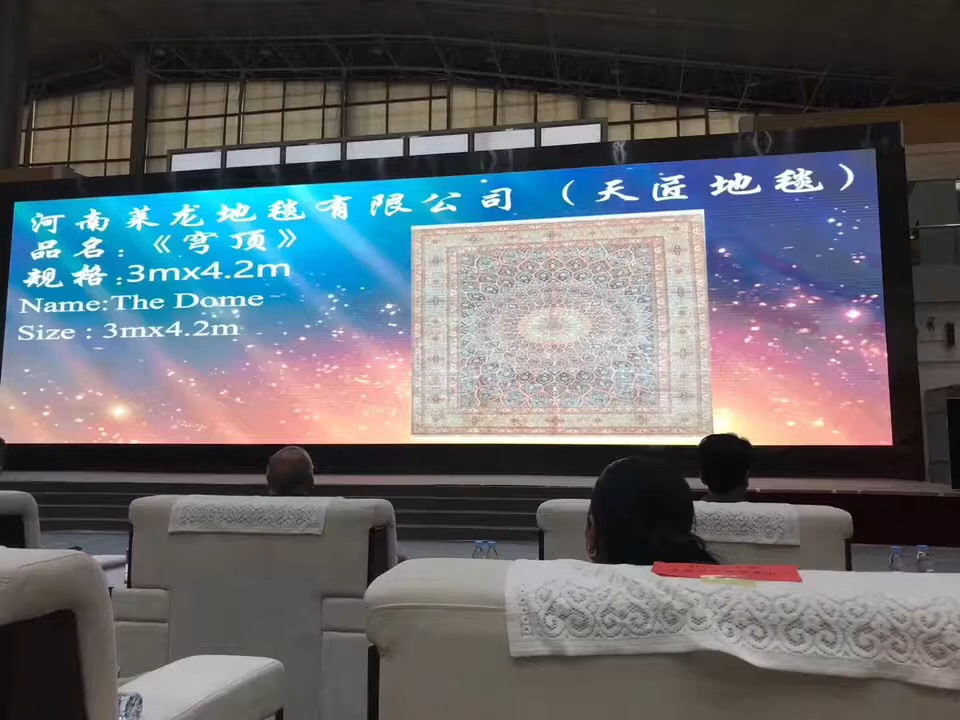 河南莱龙地毯有限公司（天匠地毯）
品名：《穹顶》
规格:3mx4.2m
Name:The Dome
Size : 3mx4.2m